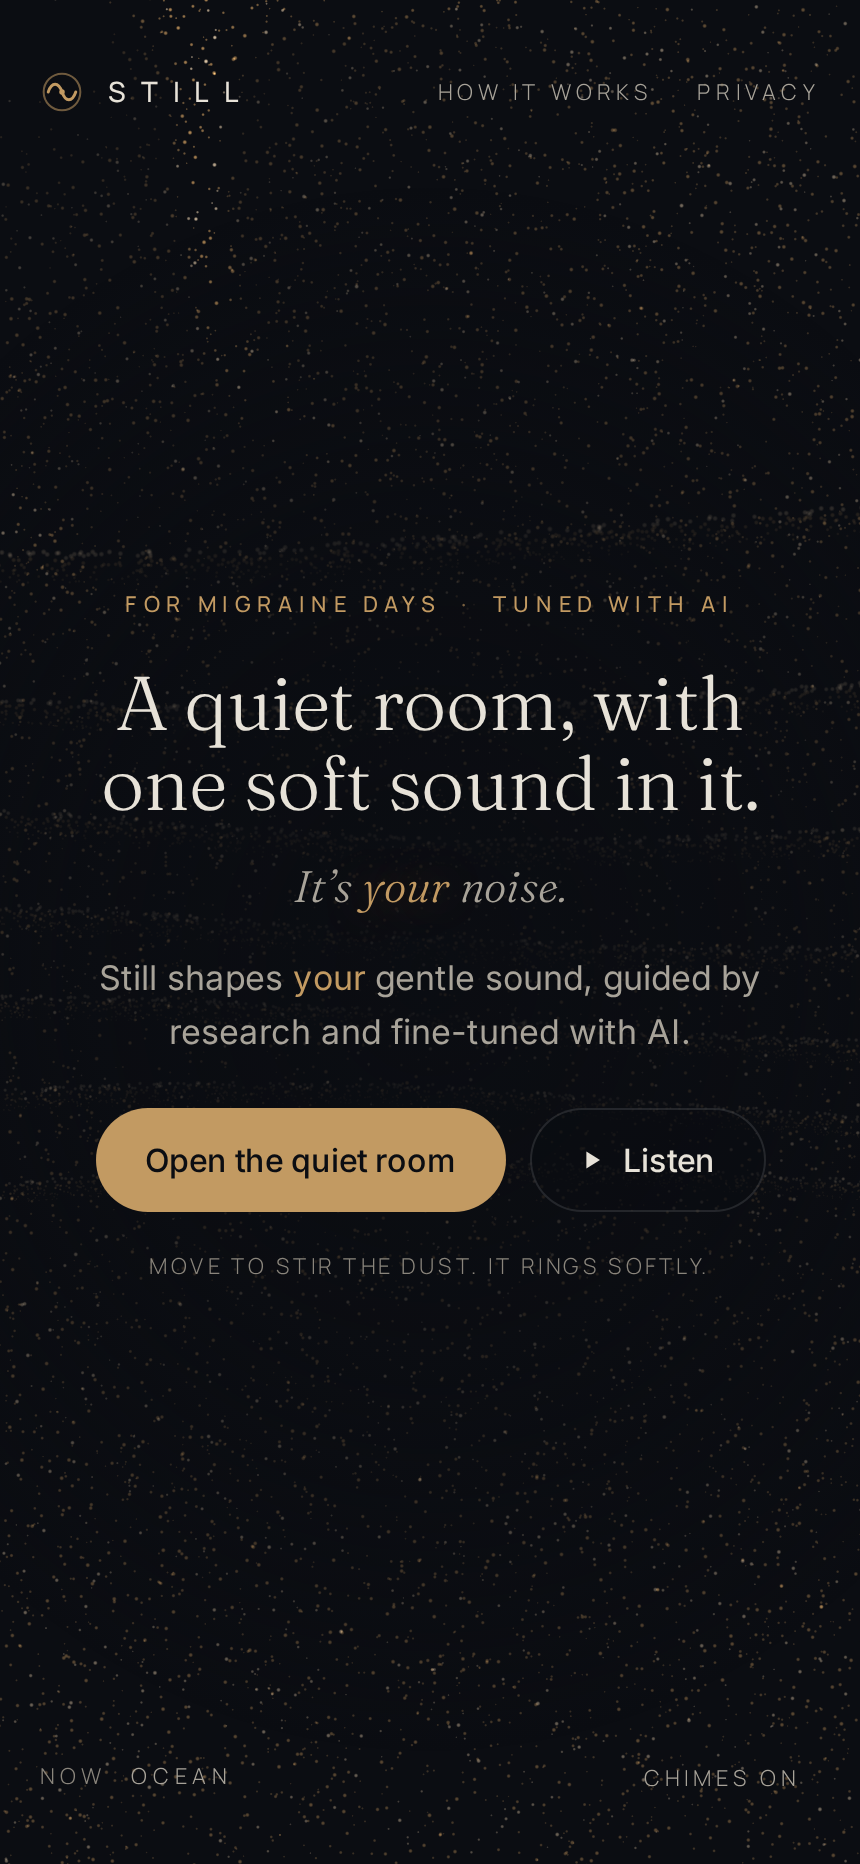 STILL
HOW IT WORKS PRIVACY
FOR MIGRAINE DAYS · TUNED WITH AI
A quiet room, with
one soft sound in it.
It’s your noise.
Still shapes your gentle sound, guided by
research and fine-tuned with AI.
Open the quiet room
Listen
MOVE TO STIR THE DUST. IT RINGS SOFTLY.
NOW OCEAN
CHIMES ON